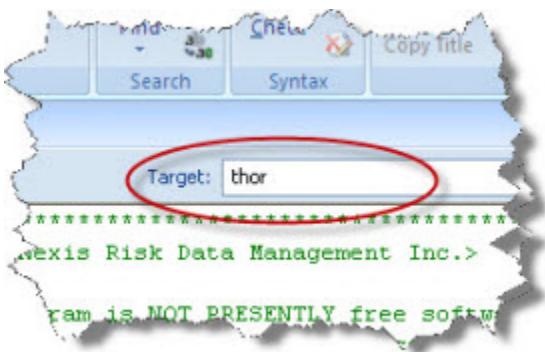 Search Syntax
Copy Title
Target: thor
************************************
Nexis Risk Data Management Inc.>
ram is NOT PRESENTLY free softw